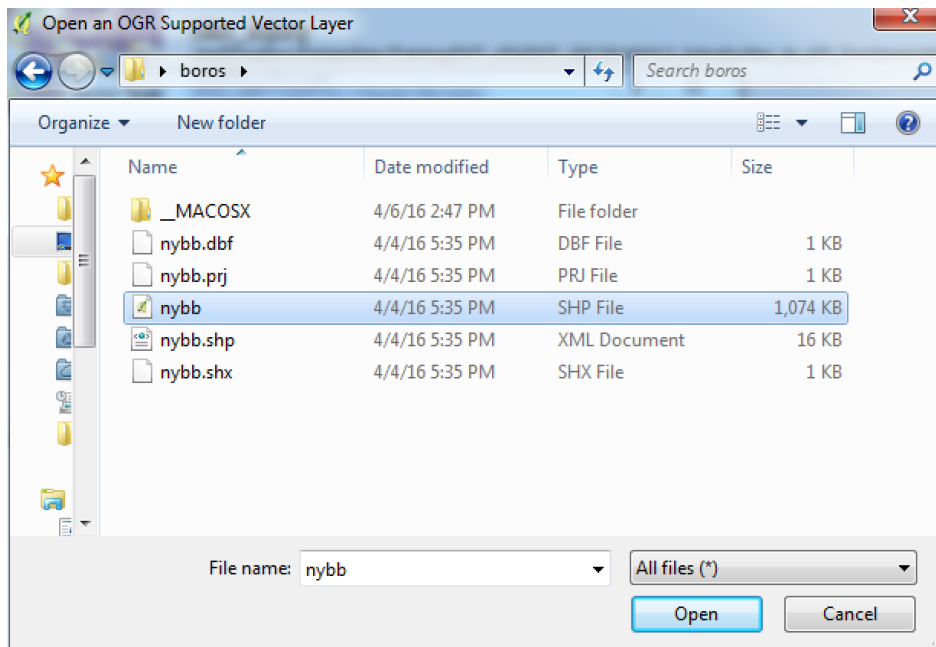 Open an OGR Supported Vector Layer
boros
Search boros
Organize
New folder
Name Date modified Type Size
__MACOSX 4/6/16 2:47 PM File folder
nybb.dbf 4/4/16 5:35 PM DBF File 1 KB
nybb.prj 4/4/16 5:35 PM PRJ File 1 KB
nybb 4/4/16 5:35 PM SHP File 1,074 KB
nybb.shp 4/4/16 5:35 PM XML Document 16 KB
nybb.shx 4/4/16 5:35 PM SHX File 1 KB
File name: nybb All files (*)
Open Cancel